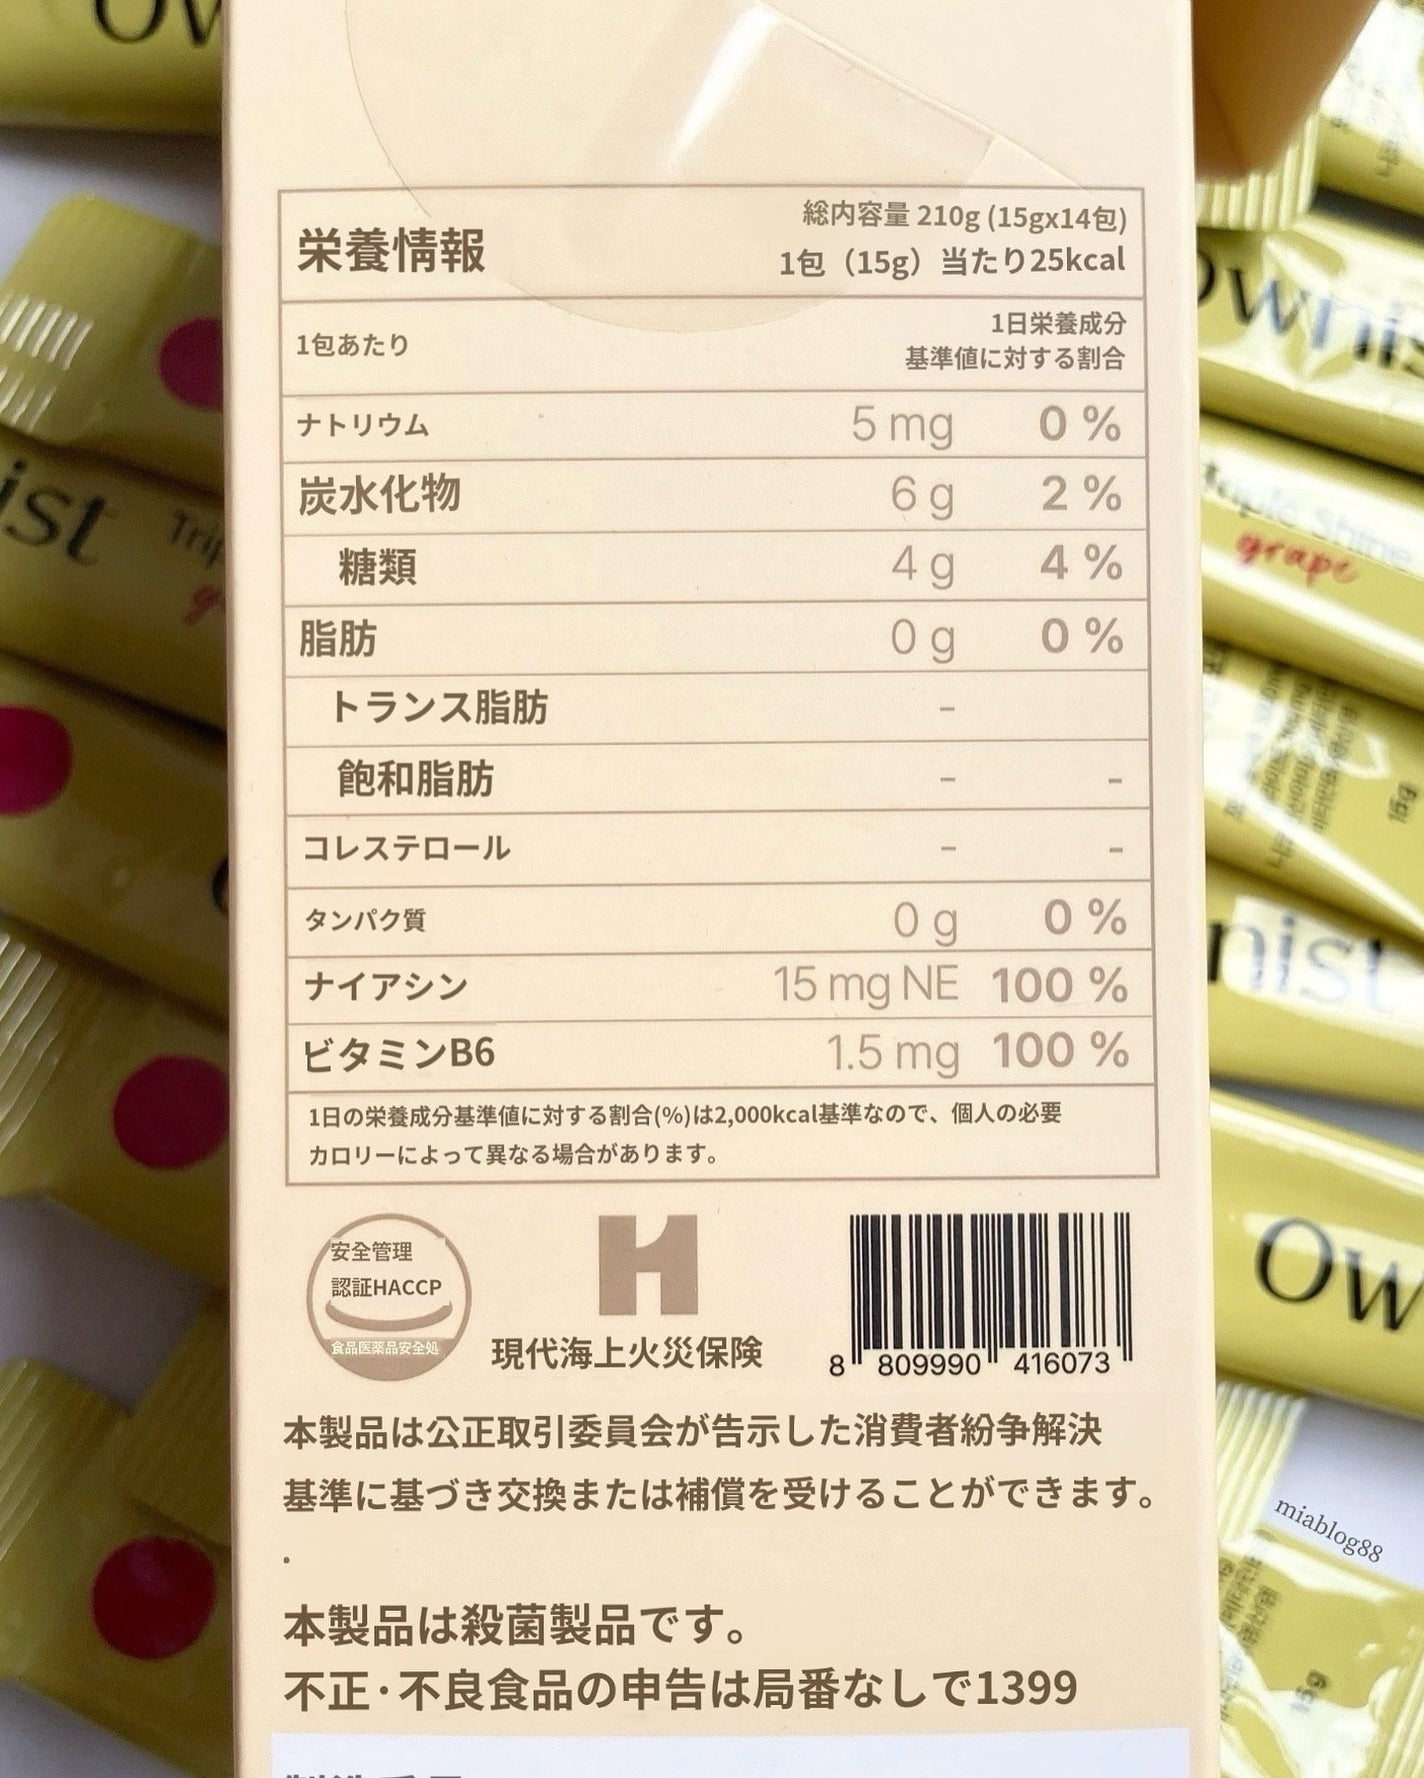 栄養情報
総内容量 210g (15gx14包)
1包（15g）当たり25kcal
1包あたり
1日栄養成分
基準値に対する割合
ナトリウム 5 mg 0 %
炭水化物 6 g 2 %
糖類 4 g 4 %
脂肪 0 g 0 %
トランス脂肪 –
飽和脂肪 – –
コレステロール – –
タンパク質 0 g 0 %
ナイアシン 15 mg NE 100 %
ビタミンB6 1.5 mg 100 %
1日の栄養成分基準値に対する割合(%)は2,000kcal基準なので、個人の必要
カロリーによって異なる場合があります。
安全管理
認証HACCP
食品医薬品安全処
現代海上火災保険
8 809990 416073
本製品は公正取引委員会が告示した消費者紛争解決
基準に基づき交換または補償を受けることができます。
.
本製品は殺菌製品です。
不正·不良食品の申告は局番なしで1399
Ow
ist Trip
ownis
Triple Shine
grape
15g
nist
Ow
miablog88
15g